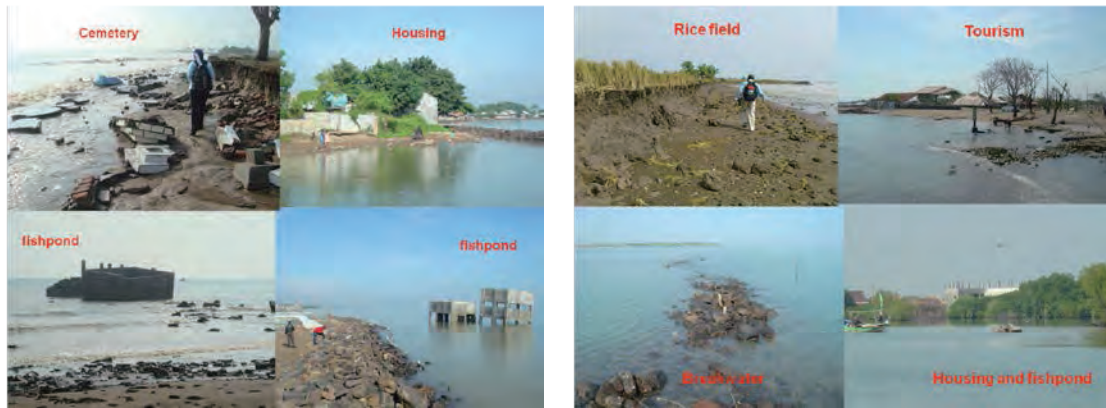 Cemetery
Housing
fishpond
fishpond
Rice field
Tourism
Breakwater
Housing and fishpond